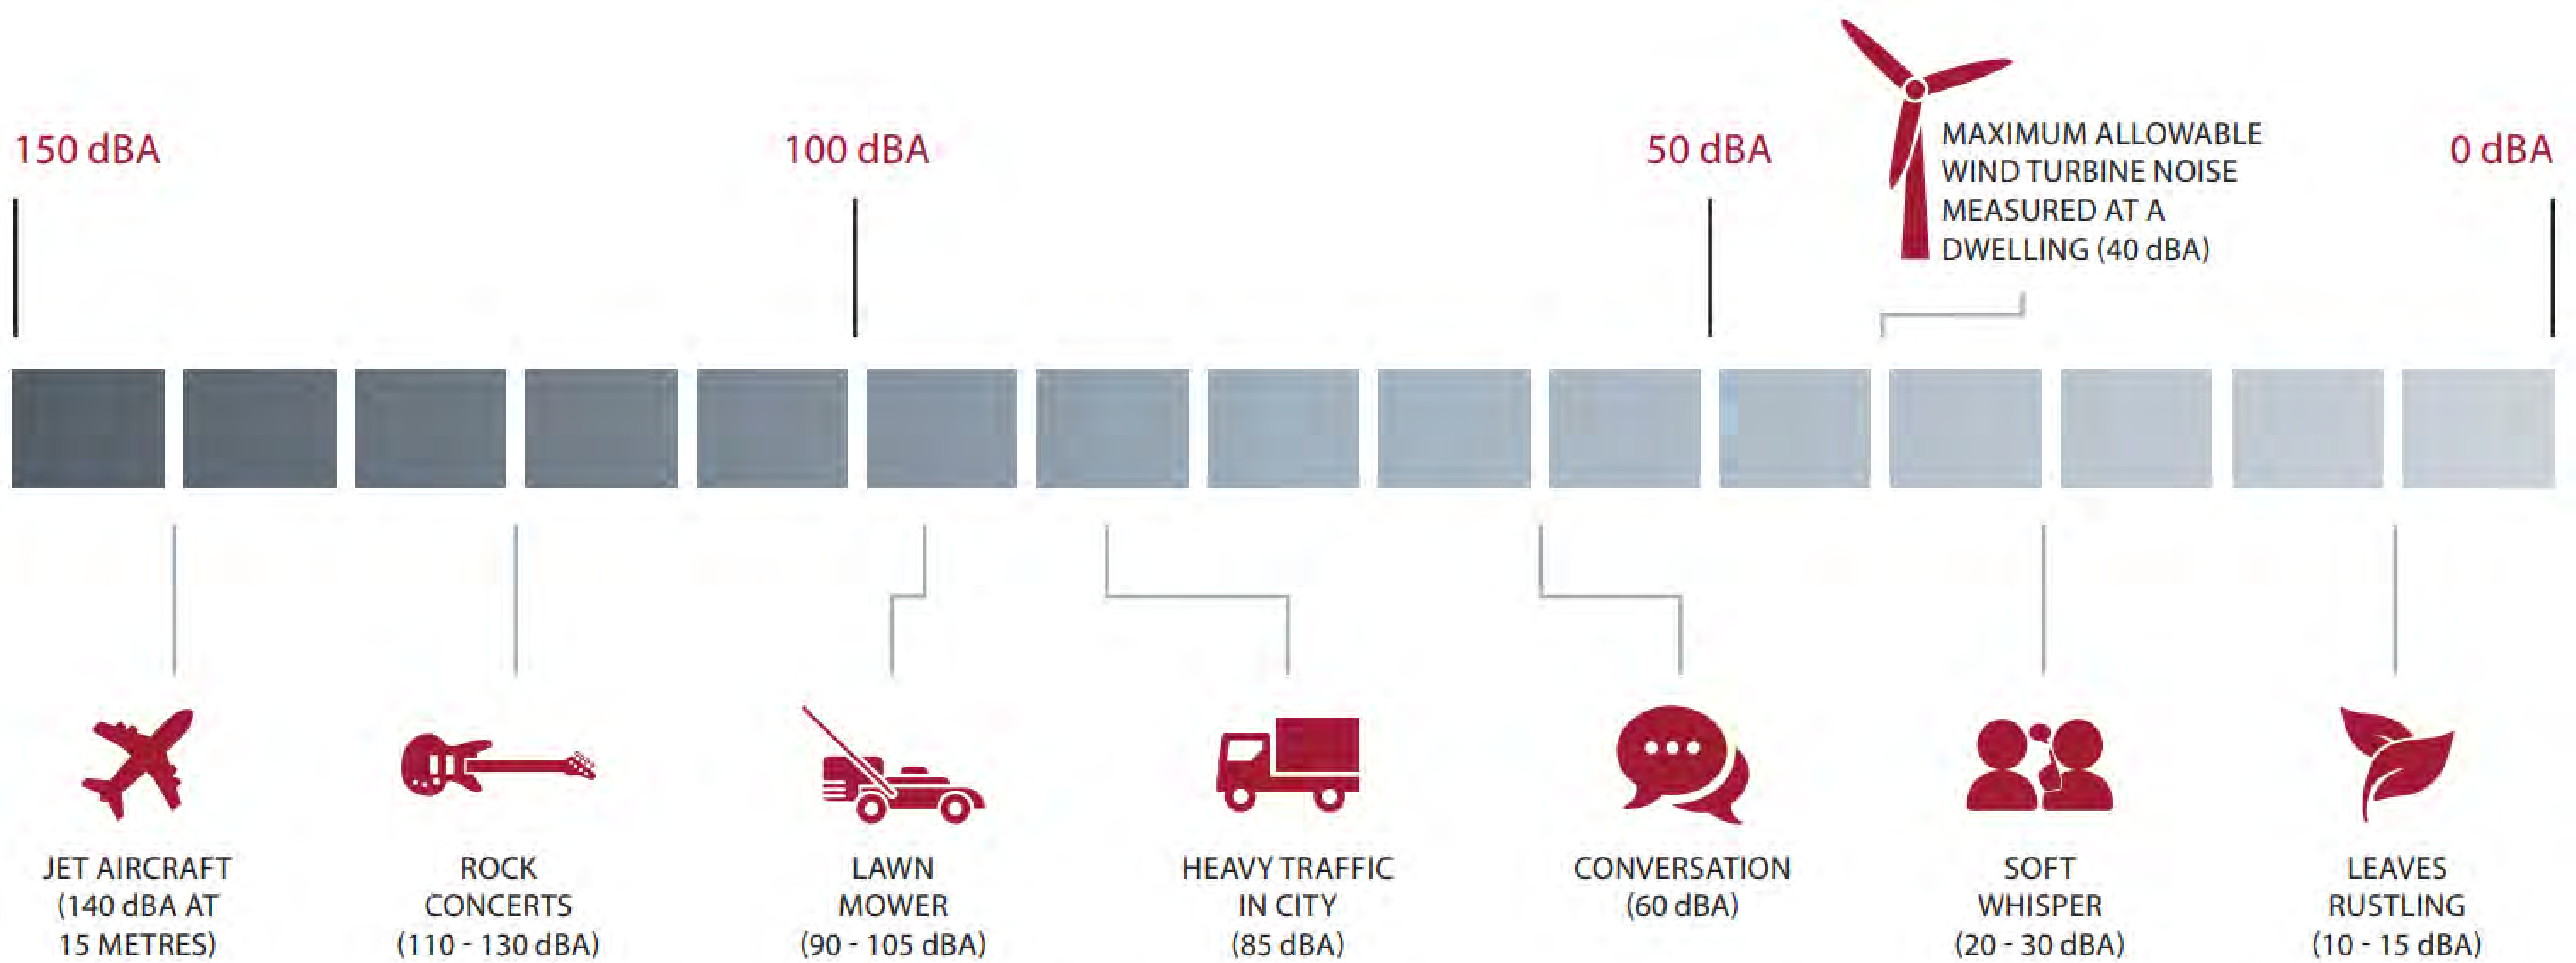 150 dBA
100 dBA
50 dBA
0 dBA
MAXIMUM ALLOWABLE
WIND TURBINE NOISE
MEASURED AT A
DWELLING (40 dBA)
JET AIRCRAFT
(140 dBA AT
15 METRES)
ROCK
CONCERTS
(110 - 130 dBA)
LAWN
MOWER
(90 - 105 dBA)
HEAVY TRAFFIC
IN CITY
(85 dBA)
CONVERSATION
(60 dBA)
SOFT
WHISPER
(20 - 30 dBA)
LEAVES
RUSTLING
(10 - 15 dBA)